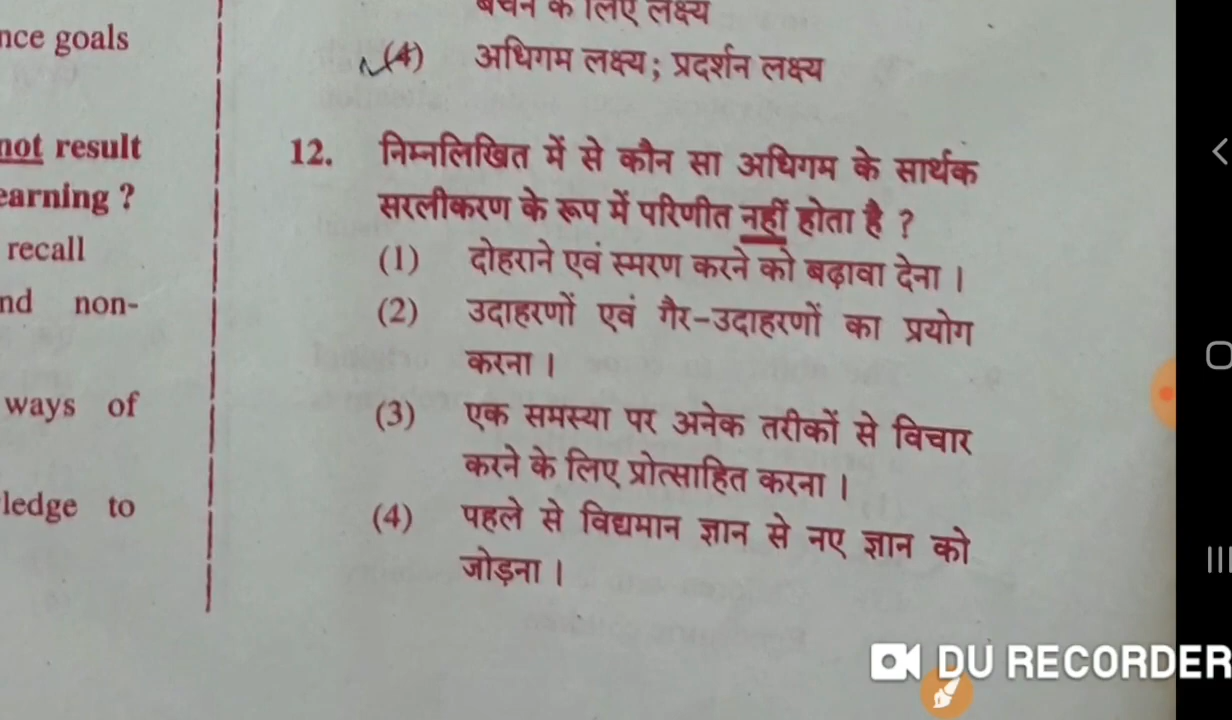 nce goals
not result
earning ?
recall
nd non-
ways of
ledge to
बचने के लिए लक्ष्य
(4) अधिगम लक्ष्य; प्रदर्शन लक्ष्य
12. निम्नलिखित में से कौन सा अधिगम के सार्थक
सरलीकरण के रूप में परिणीत नहीं होता है ?
(1) दोहराने एवं स्मरण करने को बढ़ावा देना ।
(2) उदाहरणों एवं गैर-उदाहरणों का प्रयोग
करना ।
(3) एक समस्या पर अनेक तरीकों से विचार
करने के लिए प्रोत्साहित करना ।
(4) पहले से विद्यमान ज्ञान से नए ज्ञान को
जोड़ना ।
DU RECORDER